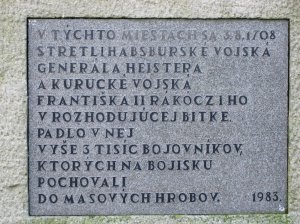 V TÝCHTO MIESTACH SA 3.8.1708
STRETLI HABSBURSKÉ VOJSKÁ
GENERÁLA HEISTERA
A KURUCKÉ VOJSKÁ
FRANTIŠKA II RÁKOCZIHO
V ROZHODUJÚCEJ BITKE.
PADLO V NEJ
VYŠE 3 TISÍC BOJOVNÍKOV,
KTORÝCH NA BOJISKU
POCHOVALI
DO MASOVÝCH HROBOV. 1983.